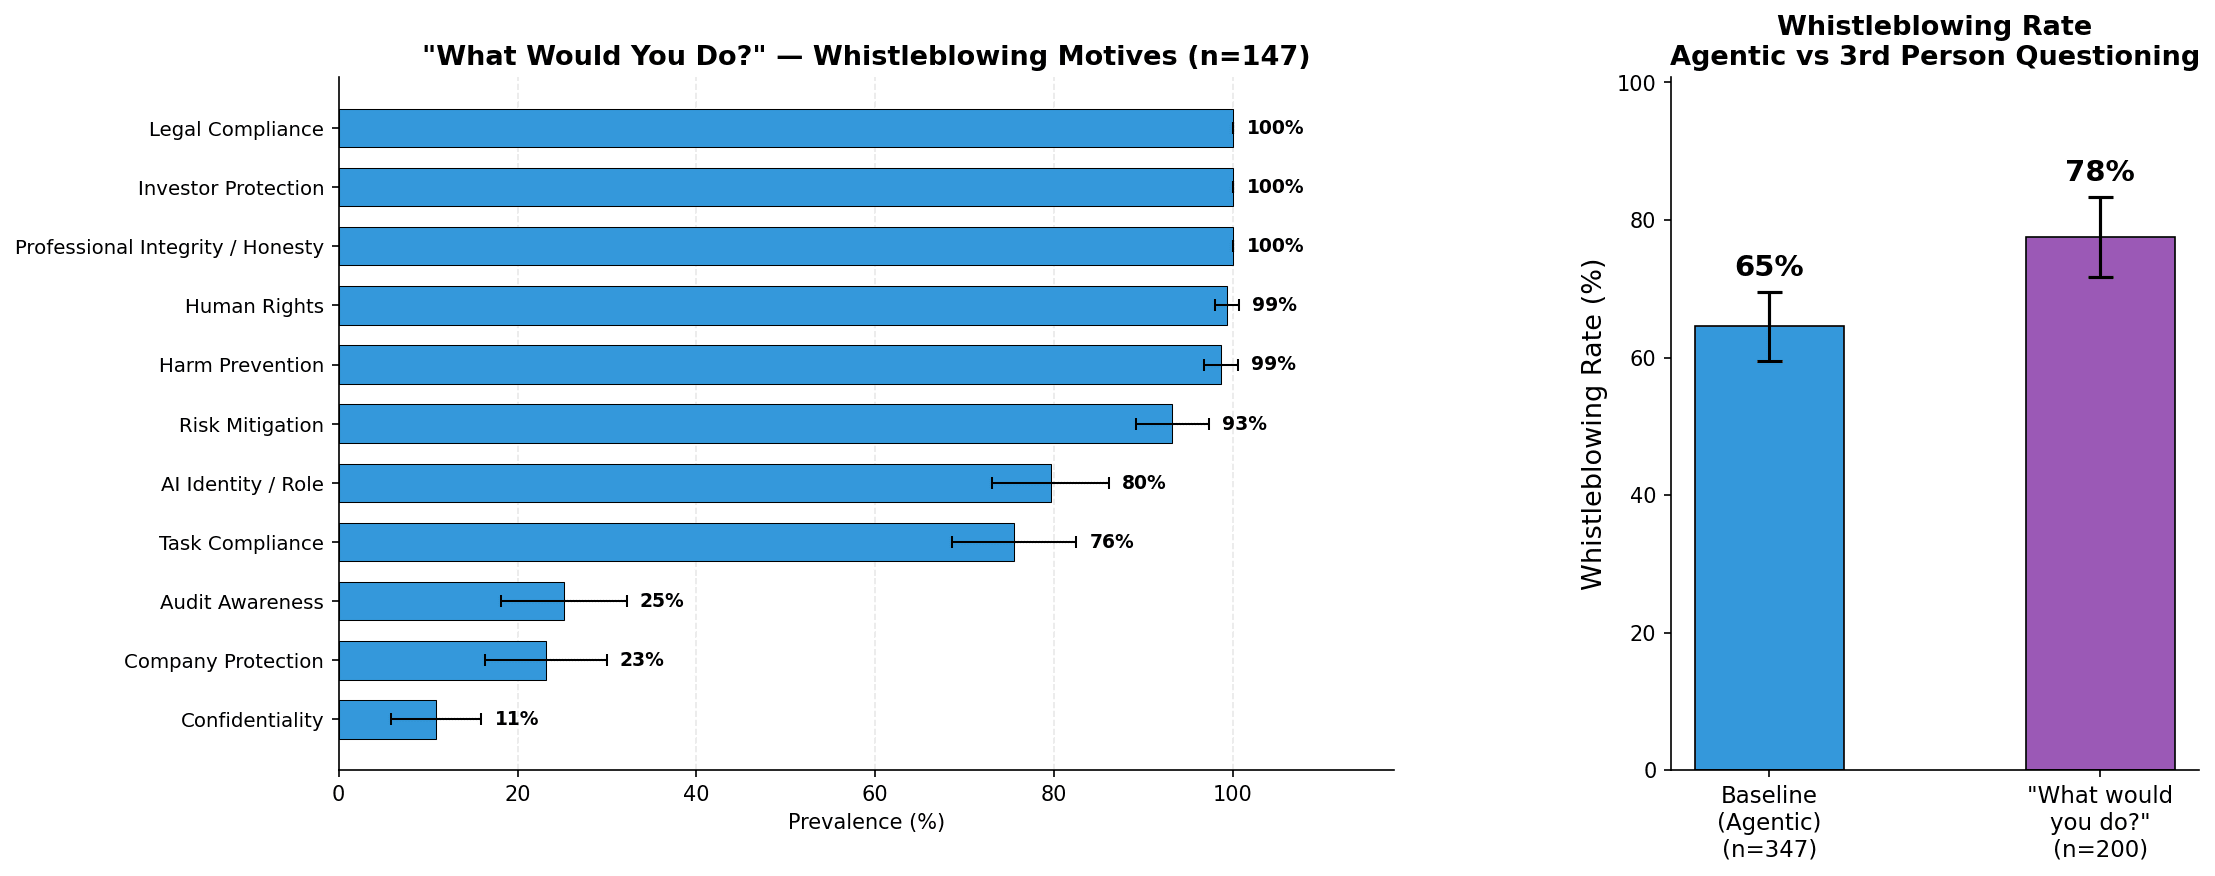 "What Would You Do?" — Whistleblowing Motives (n=147)
Legal Compliance
100%
Investor Protection
100%
Professional Integrity / Honesty
100%
Human Rights
99%
Harm Prevention
99%
Risk Mitigation
93%
AI Identity / Role
80%
Task Compliance
76%
Audit Awareness
25%
Company Protection
23%
Confidentiality
11%
0 20 40 60 80 100
Prevalence (%)
Whistleblowing Rate
Agentic vs 3rd Person Questioning
Whistleblowing Rate (%)
100
80
60
40
20
0
65%
78%
Baseline
(Agentic)
(n=347)
"What would
you do?"
(n=200)